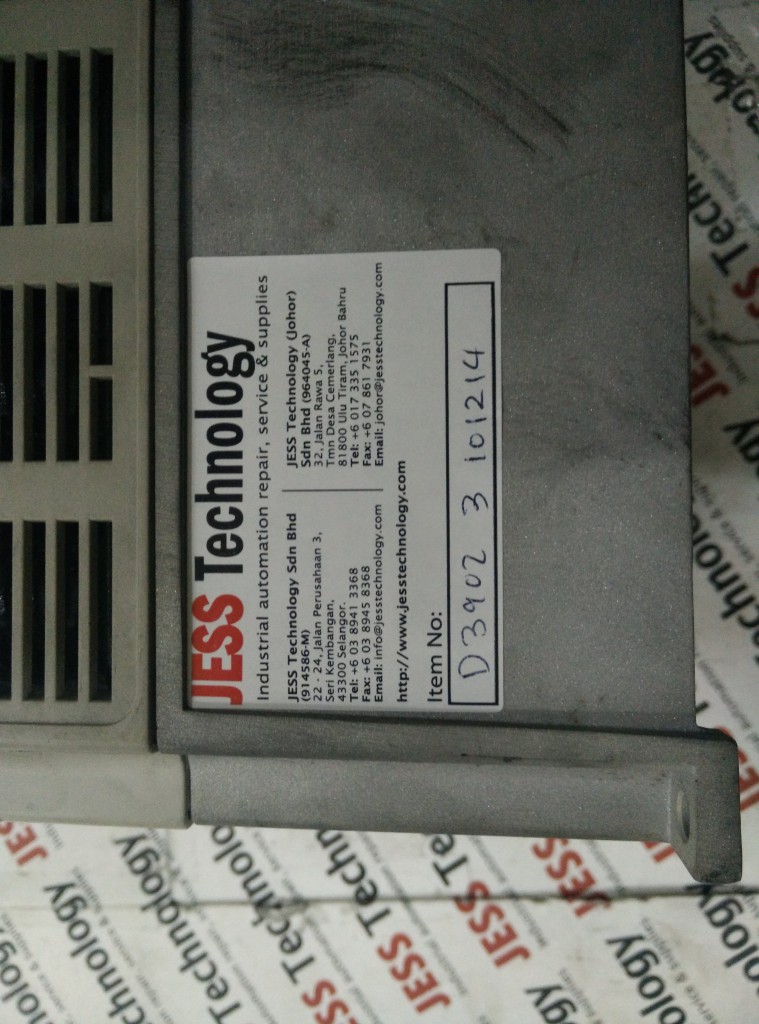 JESS Technology
Industrial automation repair, service & supplies
JESS Technology Sdn Bhd
(914586-M)
22 - 24, Jalan Perusahaan 3,
Seri Kembangan,
43300 Selangor.
Tel: +6 03 8941 3368
Fax: +6 03 8945 8368
Email: info@jesstechnology.com
JESS Technology (Johor)
Sdn Bhd (964045-A)
32, Jalan Rawa 5,
Tmn Desa Cemerlang,
81800 Ulu Tiram, Johor Bahru
Tel: +6 017 335 1575
Fax: +6 07 861 7931
Email: johor@jesstechnology.com
http://www.jesstechnology.com
Item No:
D3902 3 101214